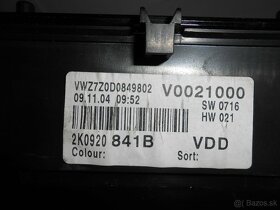 VWZ7Z0D0849802 V0021000
09.11.04 09:52 SW 0716
HW 021
2K0920 841B VDD
Colour: Sort:
bazos.sk